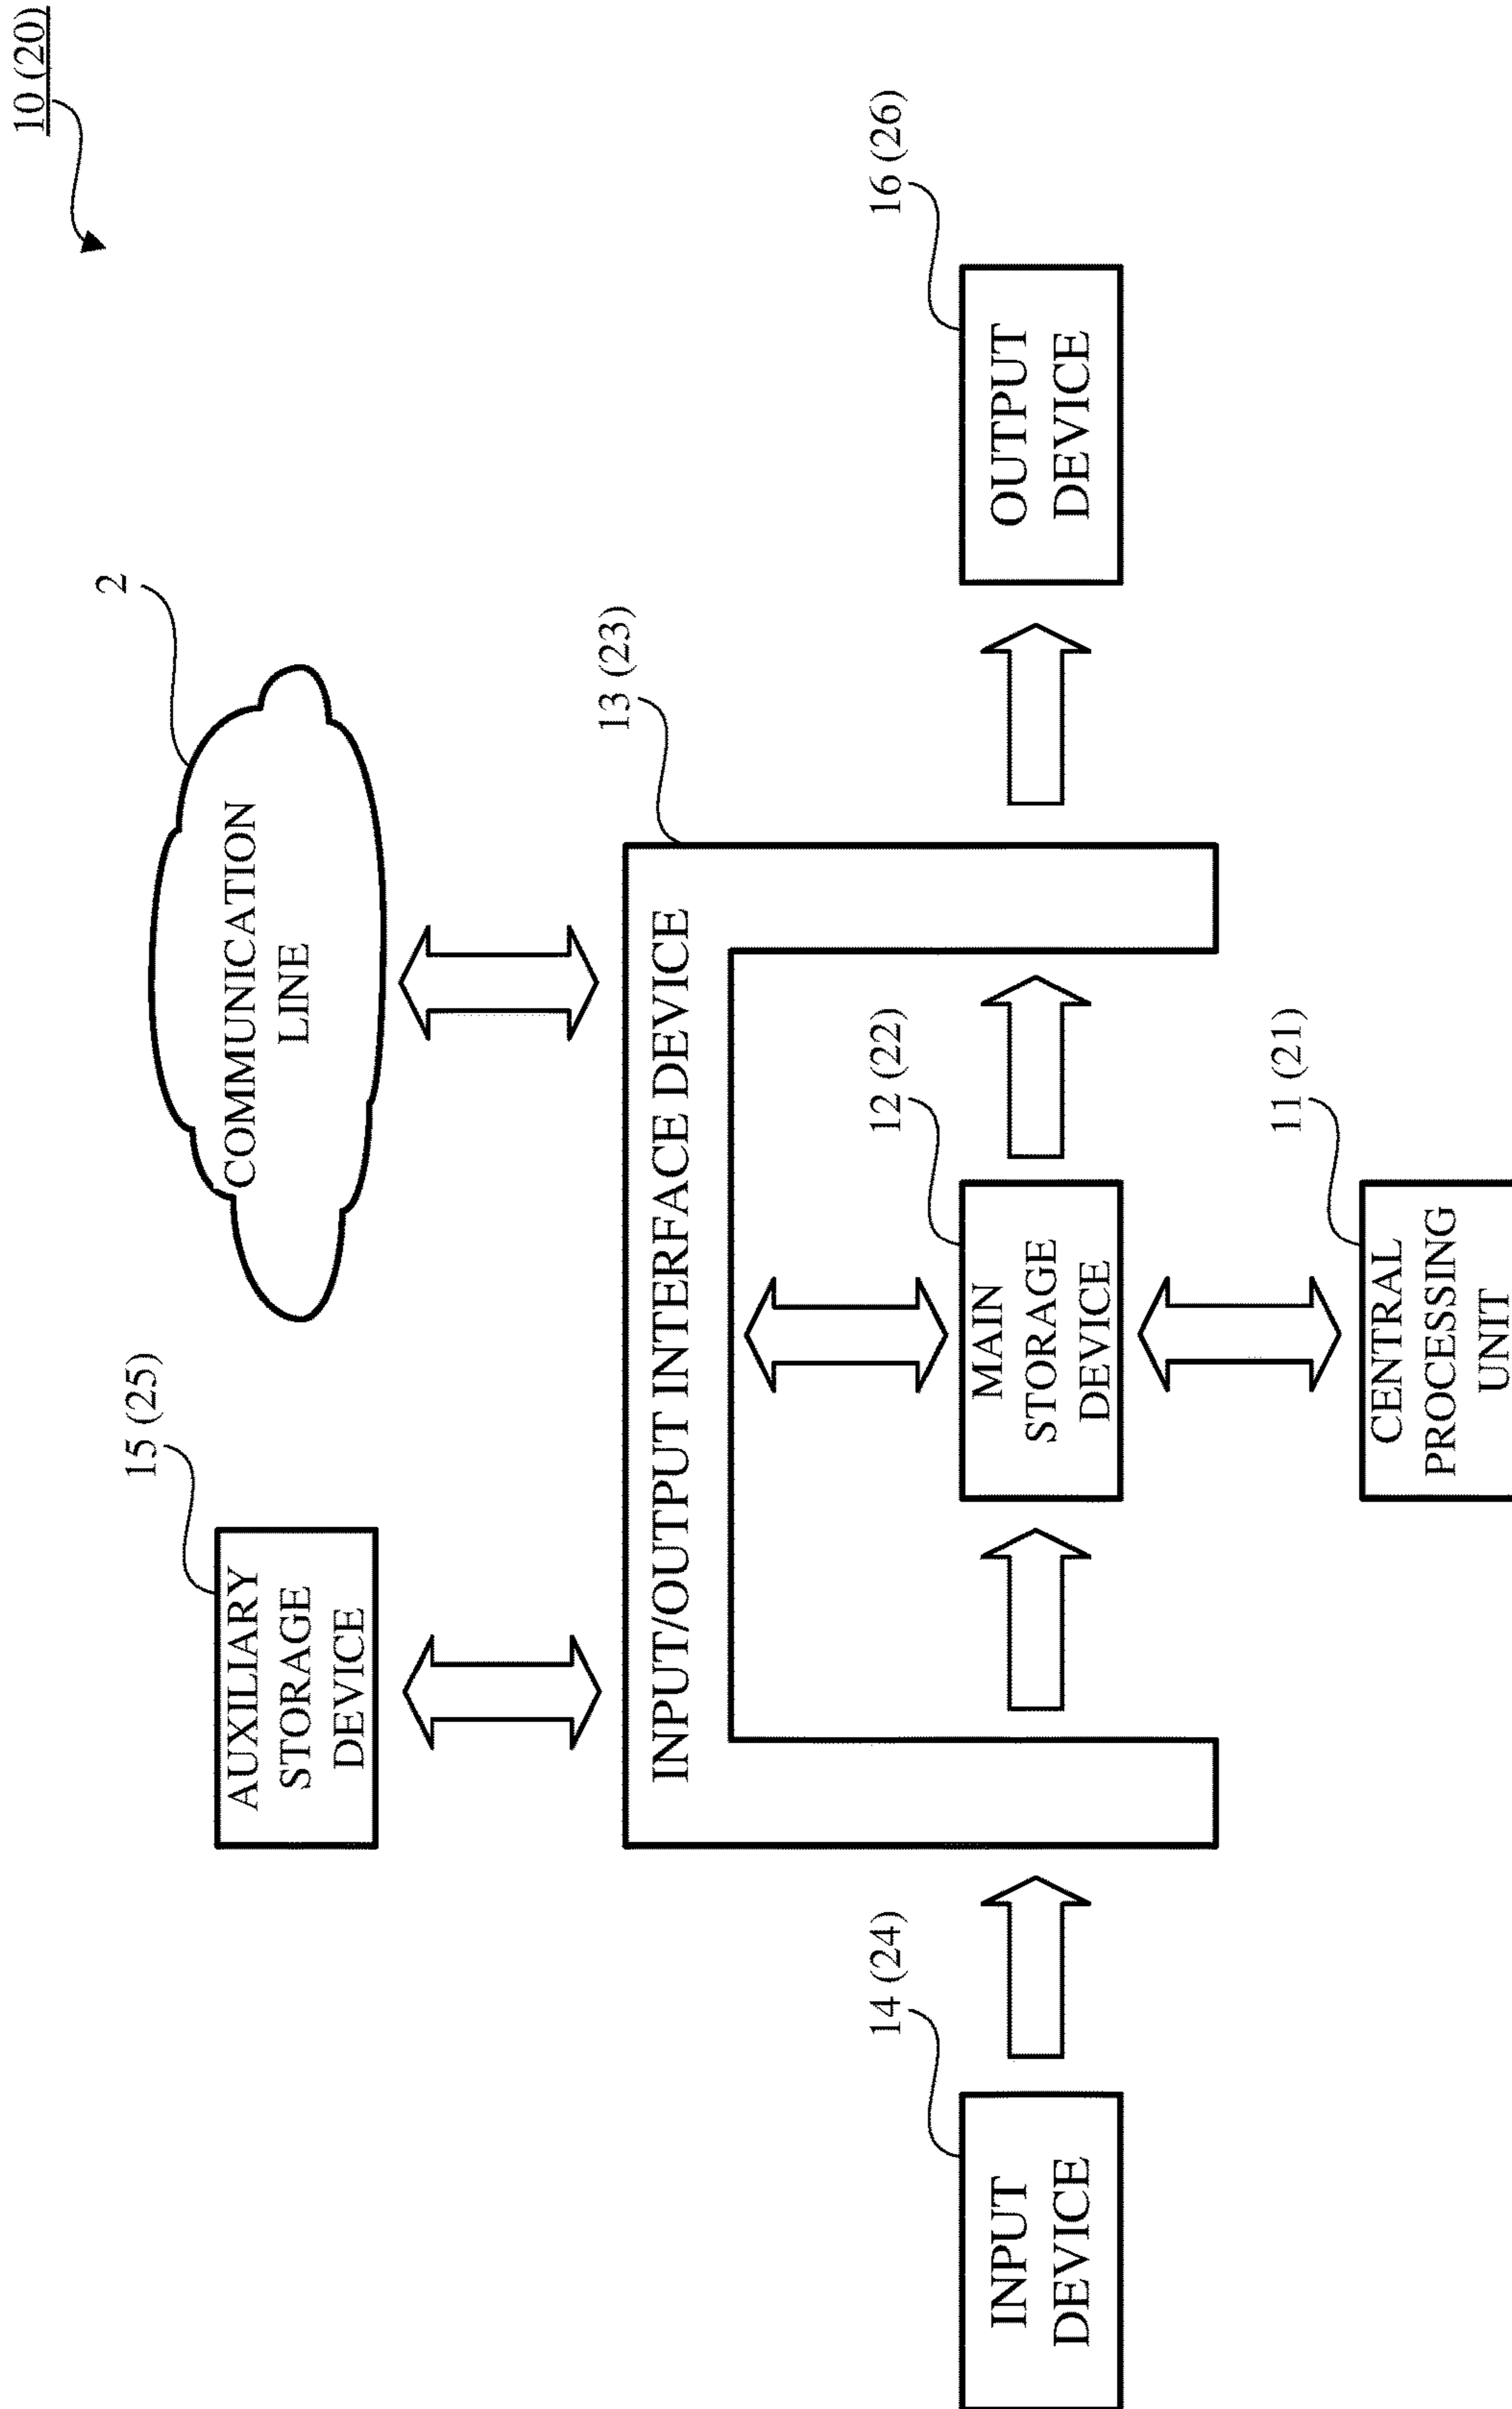 10 (20)
15 (25)
AUXILIARY
STORAGE
DEVICE
2
COMMUNICATION
LINE
13 (23)
INPUT/OUTPUT INTERFACE DEVICE
14 (24)
INPUT
DEVICE
12 (22)
MAIN
STORAGE
DEVICE
16 (26)
OUTPUT
DEVICE
11 (21)
CENTRAL
PROCESSING
UNIT